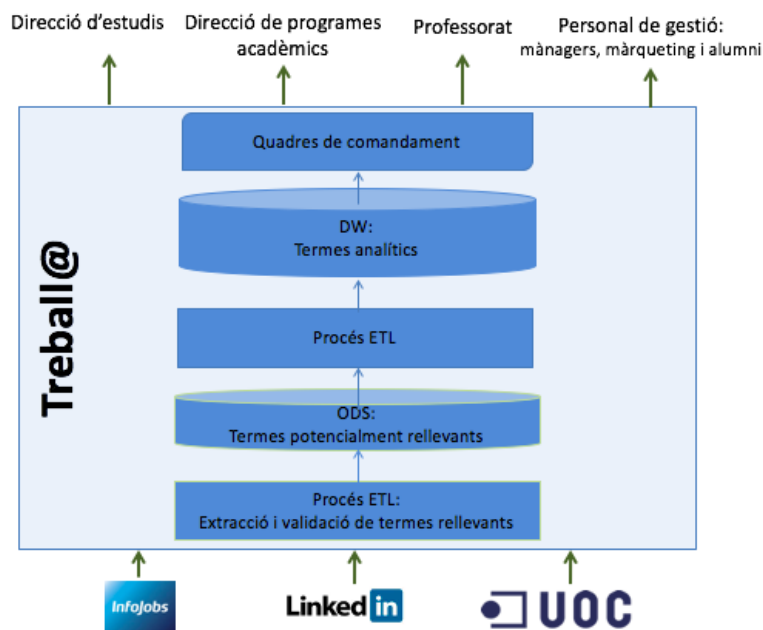 Direcció d'estudis
Direcció de programes
acadèmics
Professorat
Personal de gestió:
mànagers, màrqueting i alumni
Treball@
Quadres de comandament
DW:
Termes analítics
Procés ETL
ODS:
Termes potencialment rellevants
Procés ETL:
Extracció i validació de termes rellevants
InfoJobs
Linked in
UOC